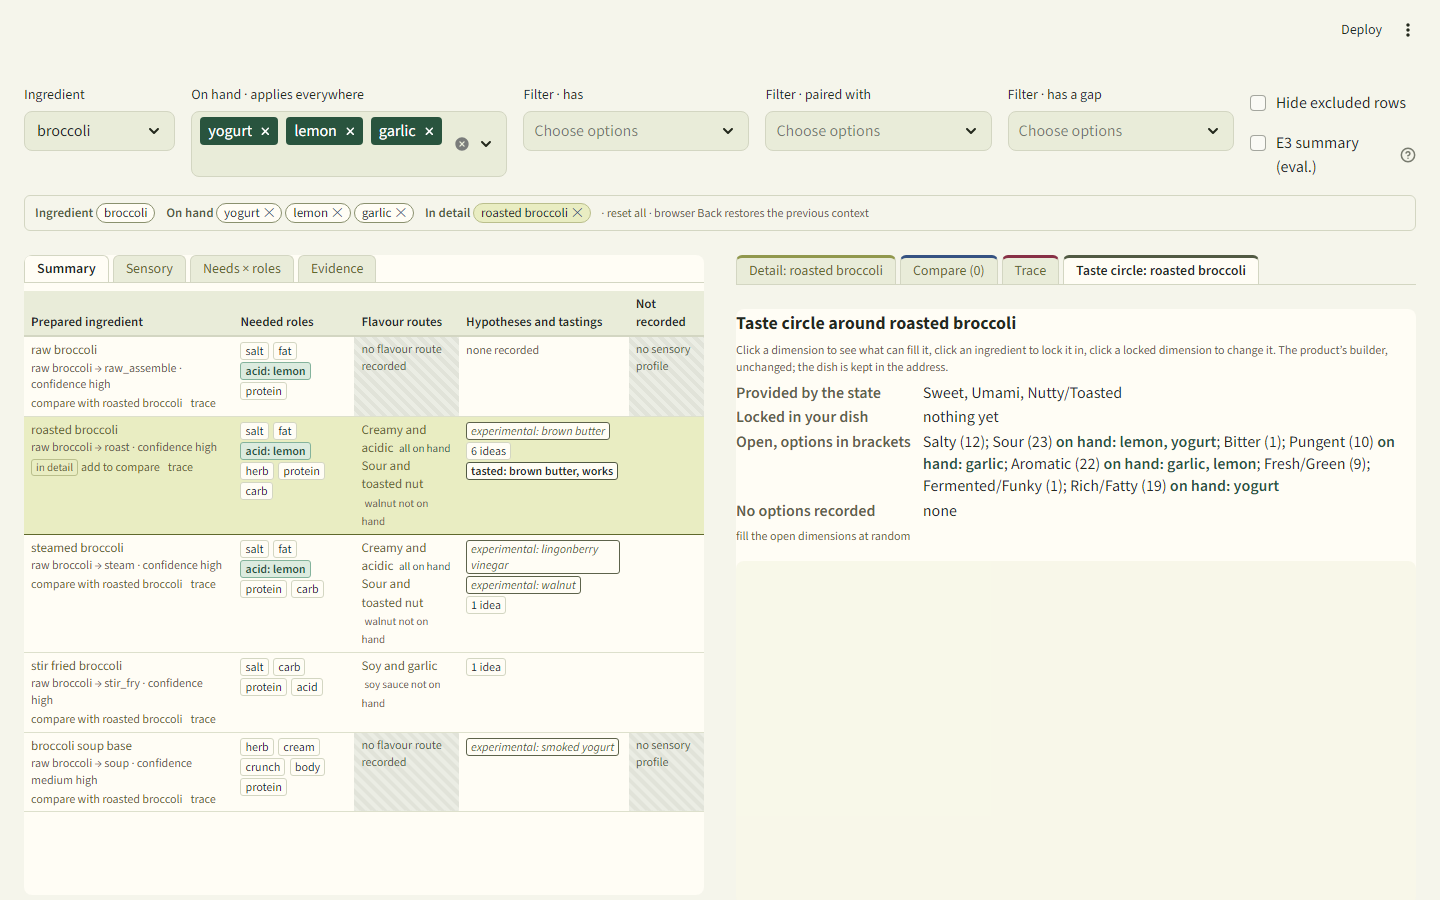 Deploy
Ingredient
On hand · applies everywhere
Filter · has
Filter · paired with
Filter · has a gap
broccoli
yogurt × lemon × garlic ×
Choose options
Choose options
Choose options
Hide excluded rows
E3 summary
(eval.)
Ingredient broccoli On hand yogurt × lemon × garlic × In detail roasted broccoli × · reset all · browser Back restores the previous context
Summary
Sensory
Needs × roles
Evidence
Prepared ingredient
Needed roles
Flavour routes
Hypotheses and tastings
Not
recorded
raw broccoli
raw broccoli → raw_assemble ·
confidence high
compare with roasted broccoli trace
salt fat
acid: lemon
protein
no flavour route
recorded
none recorded
no sensory
profile
roasted broccoli
raw broccoli → roast · confidence high
in detail add to compare trace
salt fat
acid: lemon
herb protein
carb
Creamy and
acidic all on hand
Sour and
toasted nut
walnut not on
hand
experimental: brown butter
6 ideas
tasted: brown butter, works
steamed broccoli
raw broccoli → steam · confidence high
compare with roasted broccoli trace
salt fat
acid: lemon
protein carb
Creamy and
acidic all on hand
Sour and
toasted nut
walnut not on
hand
experimental: lingonberry
vinegar
experimental: walnut
1 idea
stir fried broccoli
raw broccoli → stir_fry · confidence
high
compare with roasted broccoli trace
salt carb
protein acid
Soy and garlic
soy sauce not on
hand
1 idea
broccoli soup base
raw broccoli → soup · confidence
medium high
compare with roasted broccoli trace
herb cream
crunch body
protein
no flavour route
recorded
experimental: smoked yogurt
no sensory
profile
Detail: roasted broccoli
Compare (0)
Trace
Taste circle: roasted broccoli
Taste circle around roasted broccoli
Click a dimension to see what can fill it, click an ingredient to lock it in, click a locked dimension to change it. The product's builder,
unchanged; the dish is kept in the address.
Provided by the state Sweet, Umami, Nutty/Toasted
Locked in your dish nothing yet
Open, options in brackets Salty (12); Sour (23) on hand: lemon, yogurt; Bitter (1); Pungent (10) on
hand: garlic; Aromatic (22) on hand: garlic, lemon; Fresh/Green (9);
Fermented/Funky (1); Rich/Fatty (19) on hand: yogurt
No options recorded none
fill the open dimensions at random